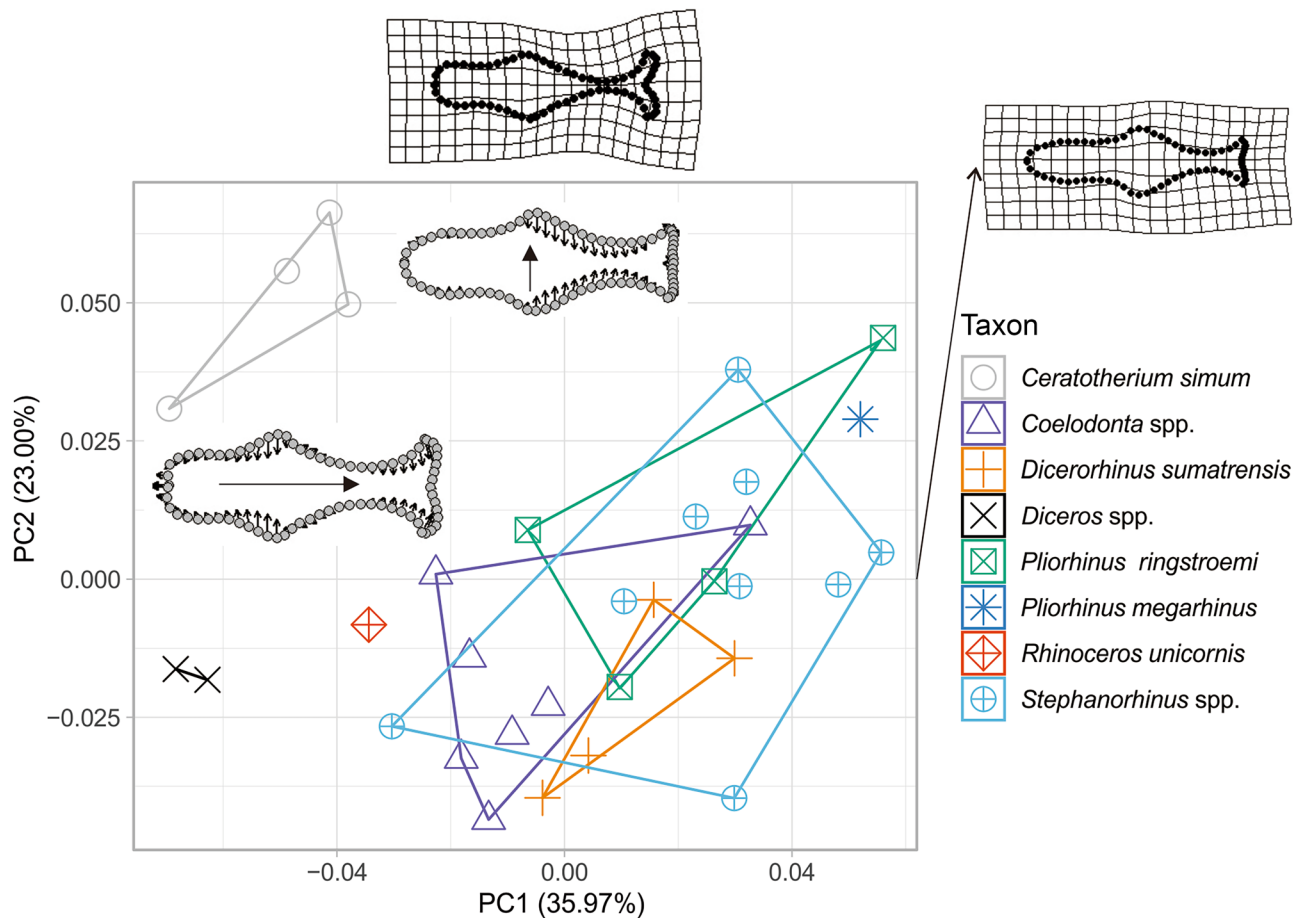 0.050
0.025
0.000
−0.025
PC2 (23.00%)
−0.04
0.00
0.04
PC1 (35.97%)
Taxon
Ceratotherium simum
Coelodonta spp.
Dicerorhinus sumatrensis
Diceros spp.
Pliorhinus ringstroemi
Pliorhinus megarhinus
Rhinoceros unicornis
Stephanorhinus spp.